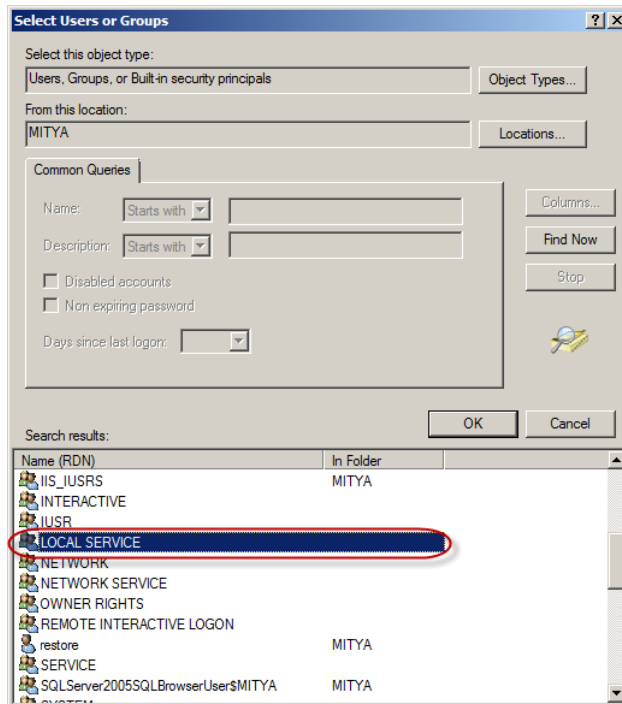 Select Users or Groups
Select this object type:
Users, Groups, or Built-in security principals
Object Types...
From this location:
MITYA
Locations...
Common Queries
Name:
Starts with
Columns...
Description:
Starts with
Find Now
Disabled accounts
Stop
Non expiring password
Days since last logon:
OK
Cancel
Search results:
Name (RDN) In Folder
IIS_IUSRS MITYA
INTERACTIVE
IUSR
LOCAL SERVICE
NETWORK
NETWORK SERVICE
OWNER RIGHTS
REMOTE INTERACTIVE LOGON
restore MITYA
SERVICE
SQLServer2005SQLBrowserUser$MITYA MITYA
SYSTEM